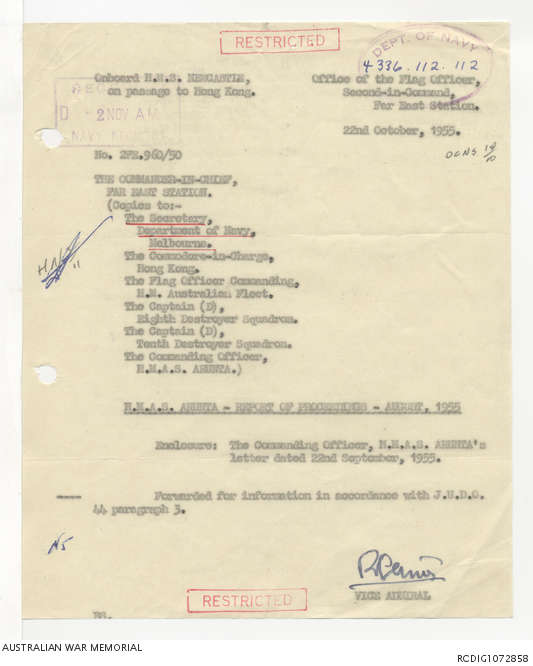 RESTRICTED
DEPT. OF NAVY
4336.112.112
Onboard H.M.S. NEWCASTLE,
on passage to Hong Kong.
Office of the Flag Officer,
Second-in-Command,
Far East Station.
2 NOV AM
NAVY
22nd October, 1955.
No. 2FE.960/50
THE COMMANDER-IN-CHIEF,
FAR EAST STATION.
(Copies to:-
The Secretary,
Department of Navy,
Melbourne.
The Commodore-in-Charge,
Hong Kong.
The Flag Officer Commanding,
H.M. Australian Fleet.
The Captain (D),
Eighth Destroyer Squadron.
The Captain (D),
Tenth Destroyer Squadron.
The Commanding Officer,
H.M.A.S. ARUNTA.)
H.M.A.S. ARUNTA - REPORT OF PROCEEDINGS - AUGUST, 1955
Enclosure: The Commanding Officer, H.M.A.S. ARUNTA's
letter dated 22nd September, 1955.
Forwarded for information in accordance with J.U.D.O.
44 paragraph 3.
VICE ADMIRAL
RESTRICTED
AUSTRALIAN WAR MEMORIAL
RCDIG1072858